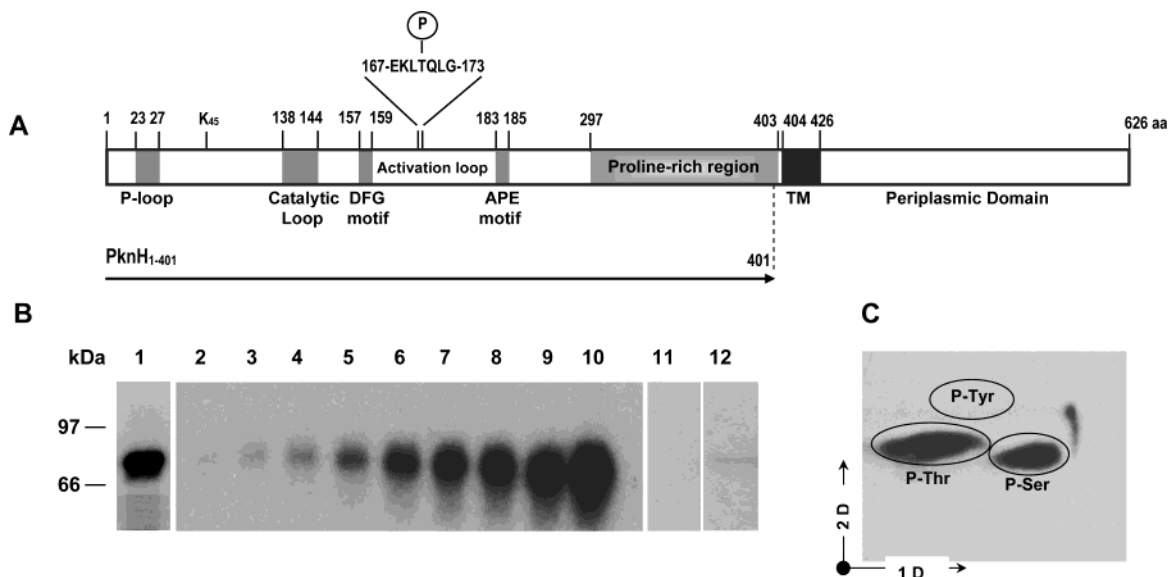 P
167-EKLTQLG-173
A
1 23 27 K45 138 144 157 159 183 185 297 403 404 426 626 aa
Activation loop Proline-rich region
P-loop Catalytic Loop DFG motif APE motif TM Periplasmic Domain
PknH1-401 401
B
kDa 1 2 3 4 5 6 7 8 9 10 11 12
97
66
C
P-Tyr
P-Thr
P-Ser
2 D
1 D